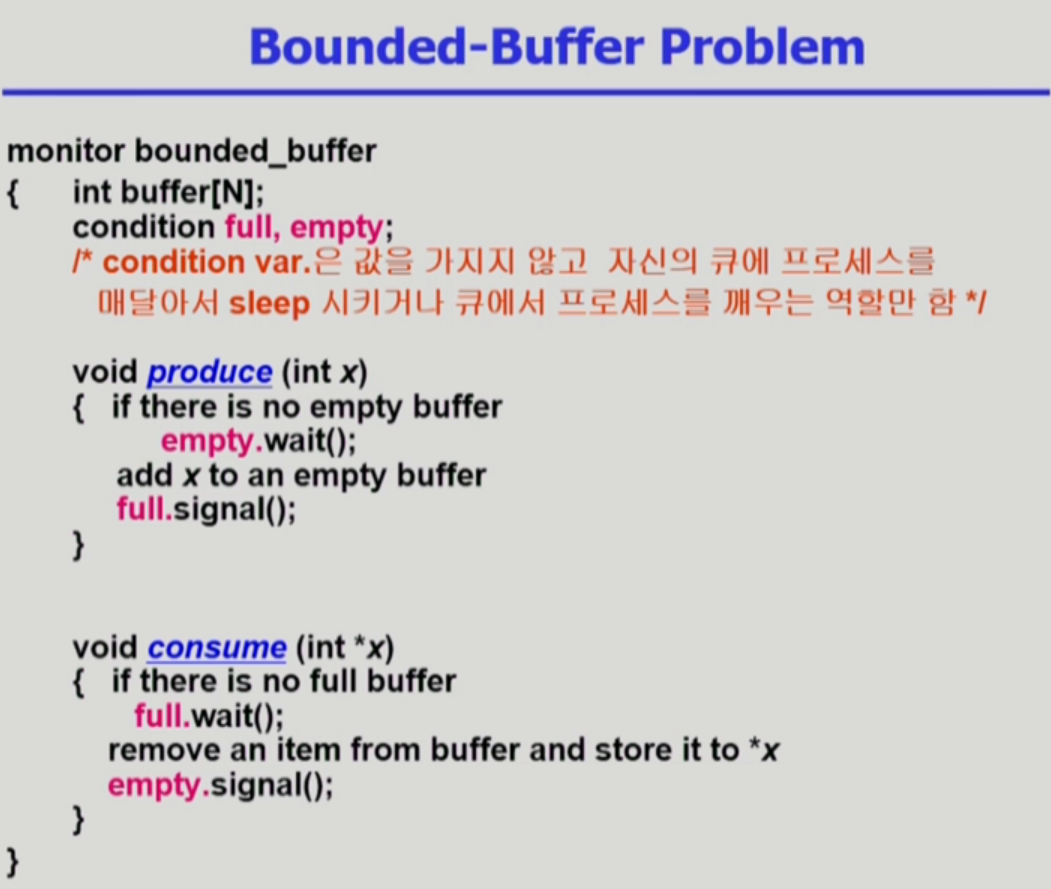 Bounded-Buffer Problem
monitor bounded_buffer
{ int buffer[N];
condition full, empty;
/* condition var.은 값을 가지지 않고 자신의 큐에 프로세스를
매달아서 sleep 시키거나 큐에서 프로세스를 깨우는 역할만 함 */
void produce (int x)
{ if there is no empty buffer
empty.wait();
add x to an empty buffer
full.signal();
}
void consume (int *x)
{ if there is no full buffer
full.wait();
remove an item from buffer and store it to *x
empty.signal();
}
}